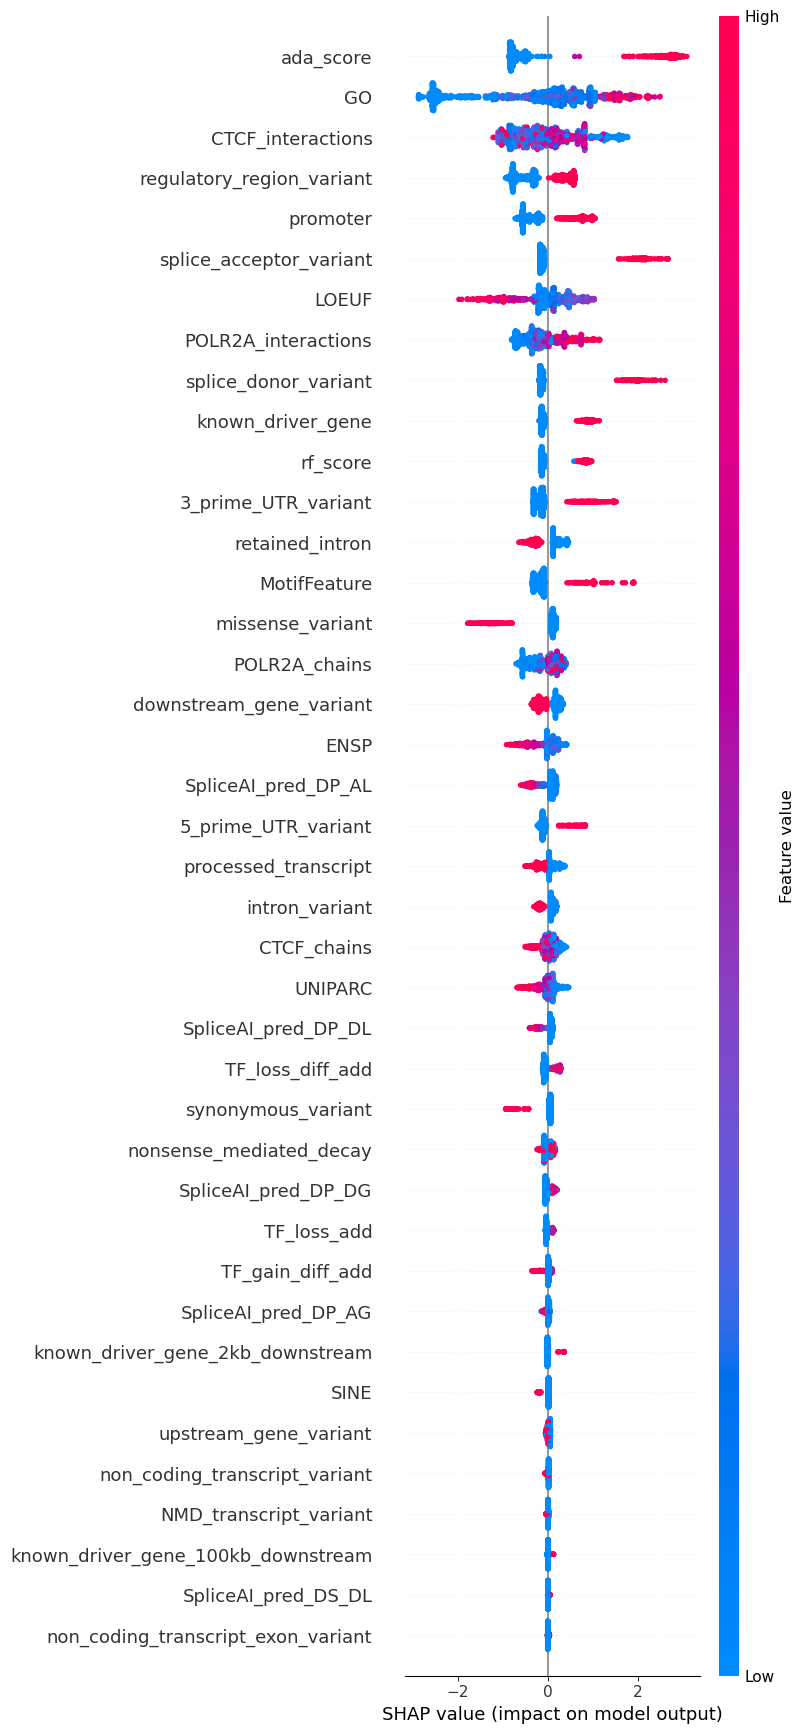 High
ada_score
GO
CTCF_interactions
regulatory_region_variant
promoter
splice_acceptor_variant
LOEUF
POLR2A_interactions
splice_donor_variant
known_driver_gene
rf_score
3_prime_UTR_variant
retained_intron
MotifFeature
missense_variant
POLR2A_chains
downstream_gene_variant
ENSP
SpliceAI_pred_DP_AL
5_prime_UTR_variant
processed_transcript
intron_variant
CTCF_chains
UNIPARC
SpliceAI_pred_DP_DL
TF_loss_diff_add
synonymous_variant
nonsense_mediated_decay
SpliceAI_pred_DP_DG
TF_loss_add
TF_gain_diff_add
SpliceAI_pred_DP_AG
known_driver_gene_2kb_downstream
SINE
upstream_gene_variant
non_coding_transcript_variant
NMD_transcript_variant
known_driver_gene_100kb_downstream
SpliceAI_pred_DS_DL
non_coding_transcript_exon_variant
Feature value
Low
−2 0 2
SHAP value (impact on model output)